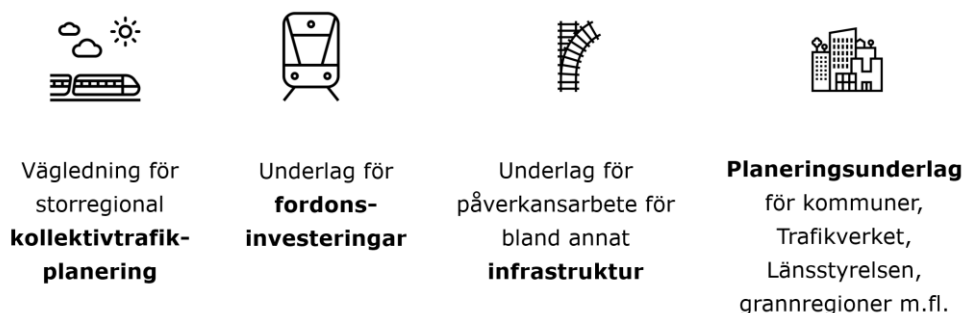 Vägledning för
storregional
kollektivtrafik-
planering
Underlag för
fordons-
investeringar
Underlag för
påverkansarbete för
bland annat
infrastruktur
Planeringsunderlag
för kommuner,
Trafikverket,
Länsstyrelsen,
grannregioner m.fl.